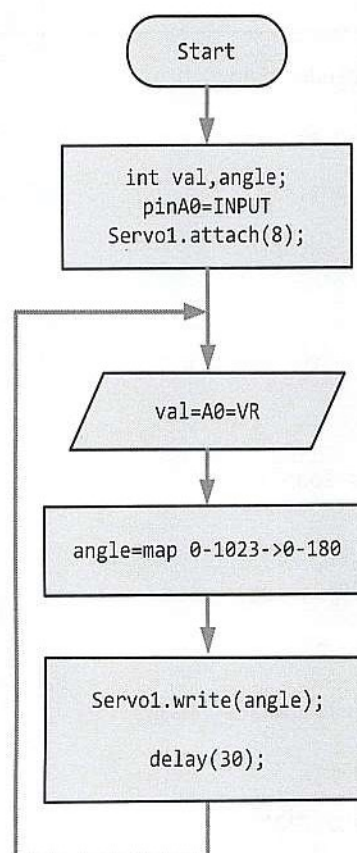 Start
int val,angle;
pinA0=INPUT
Servo1.attach(8);
val=A0=VR
angle=map 0-1023->0-180
Servo1.write(angle);
delay(30);